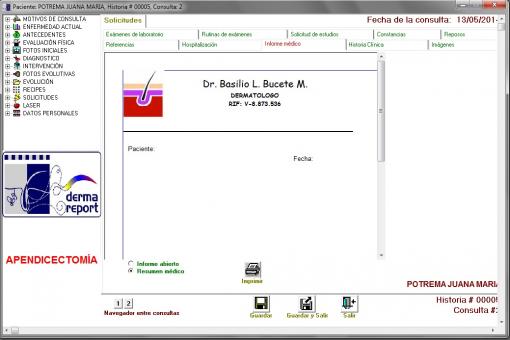 Paciente: POTREMA JUANA MARIA, Historia # 00005, Consulta: 2
MOTIVOS DE CONSULTA
ENFERMEDAD ACTUAL
ANTECEDENTES
EVALUACIÓN FÍSICA
FOTOS INICIALES
DIAGNOSTICO
INTERVENCIÓN
FOTOS EVOLUTIVAS
EVOLUCIÓN
RECIPES
SOLICITUDES
LASER
DATOS PERSONALES
derma
report
APENDICECTOMÍA
Solicitudes
Fecha de la consulta: 13/05/201
Exámenes de laboratorio
Rutinas de exámenes
Solicitud de estudios
Constancias
Reposos
Referencias
Hospitalización
Informe médico
Historia Clínica
Imágenes
Dr. Basilio L. Bucete M.
DERMATOLOGO
RIF: V-8.873.536
Paciente:
Fecha:
Informe abierto
Resumen médico
Imprimir
POTREMA JUANA MARIA
1 2
Navegador entre consultas
Guardar
Guardar y Salir
Salir
Historia # 00005
Consulta #: